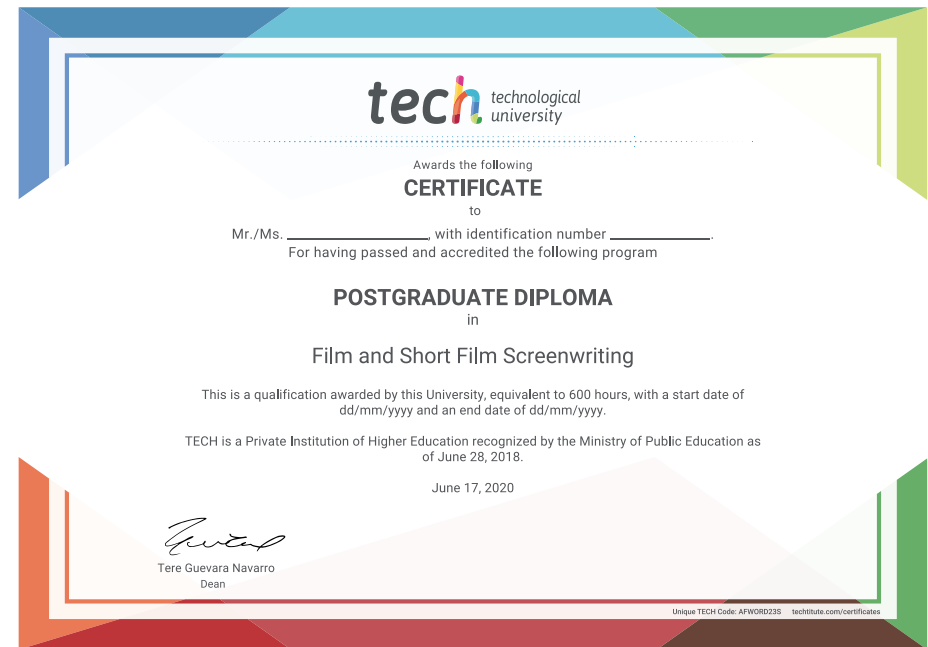 tech technological
university
Awards the following
CERTIFICATE
to
Mr./Ms. ____________________, with identification number ______________.
For having passed and accredited the following program
POSTGRADUATE DIPLOMA
in
Film and Short Film Screenwriting
This is a qualification awarded by this University, equivalent to 600 hours, with a start date of
dd/mm/yyyy and an end date of dd/mm/yyyy.
TECH is a Private Institution of Higher Education recognized by the Ministry of Public Education as
of June 28, 2018.
June 17, 2020
Tere Guevara Navarro
Dean
Unique TECH Code: AFWORD23S techtitute.com/certificates